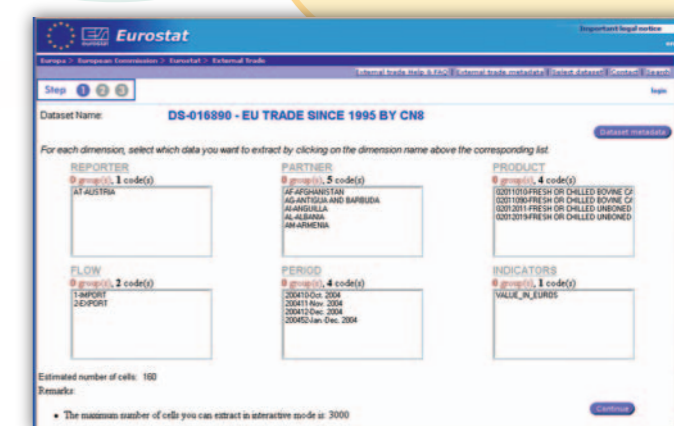 eurostat
Eurostat
Important legal notice
en
Europa > European Commission > Eurostat > External trade
External trade Help & FAQ | External trade metadata | Select dataset | Contact | Search
Step 1 2 3
login
Dataset Name: DS-016890 - EU TRADE SINCE 1995 BY CN8
Dataset metadata
For each dimension, select which data you want to extract by clicking on the dimension name above the corresponding list.
REPORTER PARTNER PRODUCT
0 group(s), 1 code(s) 0 group(s), 5 code(s) 0 group(s), 4 code(s)
AT-AUSTRIA AF-AFGHANISTAN 02011010-FRESH OR CHILLED BOVINE CA
AG-ANTIGUA AND BARBUDA 02011090-FRESH OR CHILLED BOVINE CA
AI-ANGUILLA 02012011-FRESH OR CHILLED UNBONED
AL-ALBANIA 02012019-FRESH OR CHILLED UNBONED
AM-ARMENIA
FLOW PERIOD INDICATORS
0 group(s), 2 code(s) 0 group(s), 4 code(s) 0 group(s), 1 code(s)
1-IMPORT 200410-Oct. 2004 VALUE_IN_EUROS
2-EXPORT 200411-Nov. 2004
200412-Dec. 2004
200452-Jan.-Dec. 2004
Estimated number of cells: 160
Remarks:
• The maximum number of cells you can extract in interactive mode is: 3000
Continue